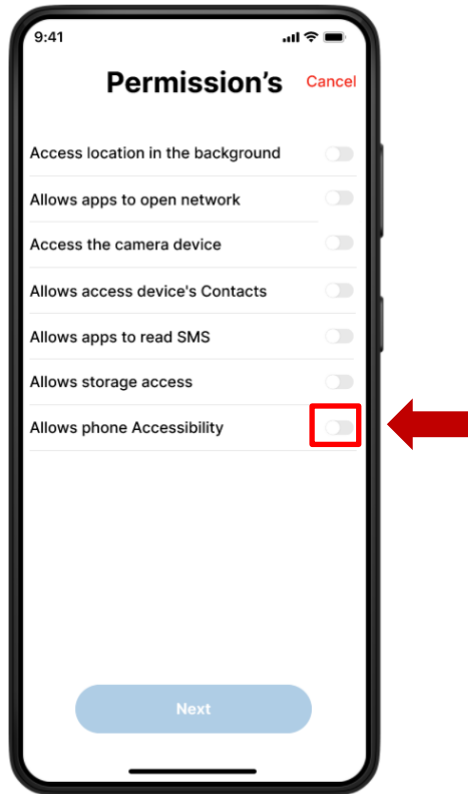 9:41
Permission's Cancel
Access location in the background
Allows apps to open network
Access the camera device
Allows access device's Contacts
Allows apps to read SMS
Allows storage access
Allows phone Accessibility
Next